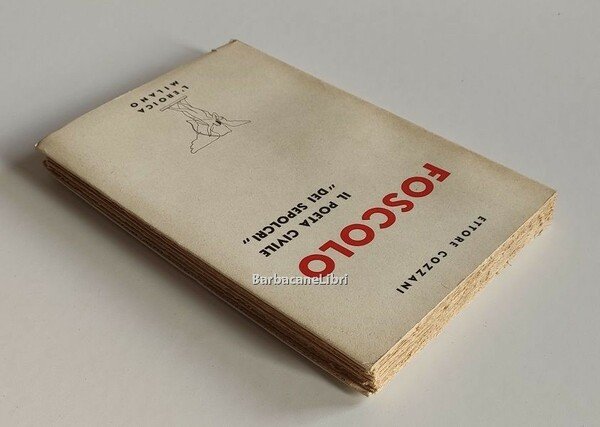 ETTORE COZZANI
FOSCOLO
IL POETA CIVILE
"DEI SEPOLCRI"
L'EROICA
MILANO
BarbacaneLibri